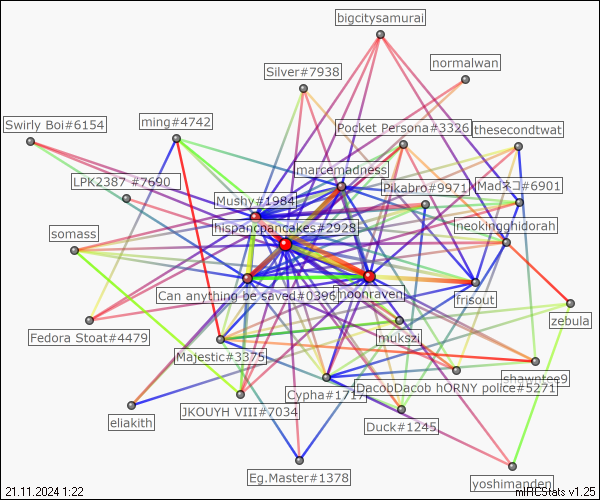 bigcitysamurai
normalwan
Silver#7938
Swirly Boi#6154
ming#4742
Pocket Persona#3326
thesecondtwat
marcemadness
LPK2387 #7690
Pikabro#9971
Mushy#1984
hispancpancakes#2928
neokingghidorah
somass
Can anything be saved#0396
noonraven
frisout
zebula
Fedora Stoat#4479
mukszi
Majestic#3375
shawntee9
Cypha#1717
DacobDacob hORNY police#5271
JKOUYH VIII#7034
eliakith
Duck#1245
Eg.Master#1378
yoshimanden
21.11.2024 1:22
mIRCStats v1.25